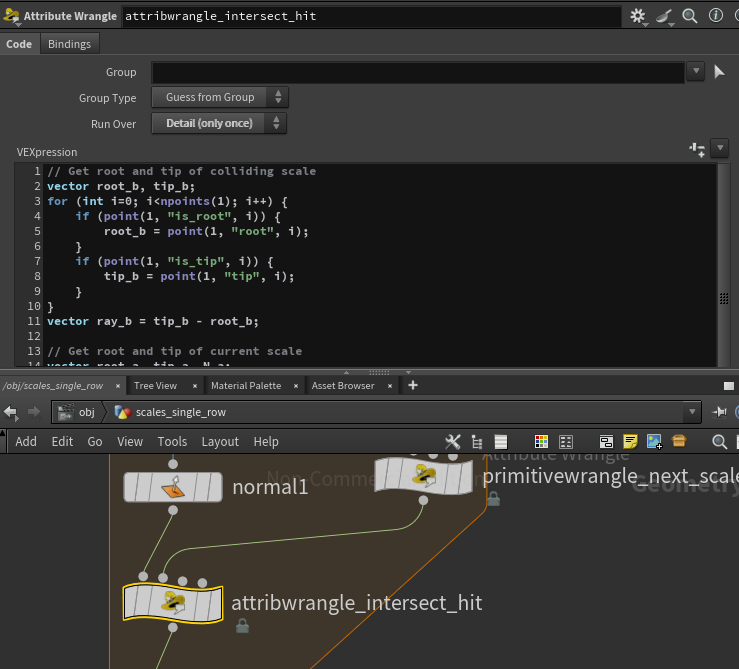 Attribute Wrangle attribwrangle_intersect_hit
Code Bindings
Group
Group Type Guess from Group
Run Over Detail (only once)
VEXpression
1 // Get root and tip of colliding scale
2 vector root_b, tip_b;
3 for (int i=0; i<npoints(1); i++) {
4 if (point(1, "is_root", i)) {
5 root_b = point(1, "root", i);
6 }
7 if (point(1, "is_tip", i)) {
8 tip_b = point(1, "tip", i);
9 }
10 }
11 vector ray_b = tip_b - root_b;
12
13 // Get root and tip of current scale
14 vector root_a, tip_a, N_a;
/obj/scales_single_row × Tree View × Material Palette × Asset Browser × +
obj scales_single_row
Add Edit Go View Tools Layout Help
Attribute Wrangle
Non-Comme
Geometry
normal1
primitivewrangle_next_scale
attribwrangle_intersect_hit